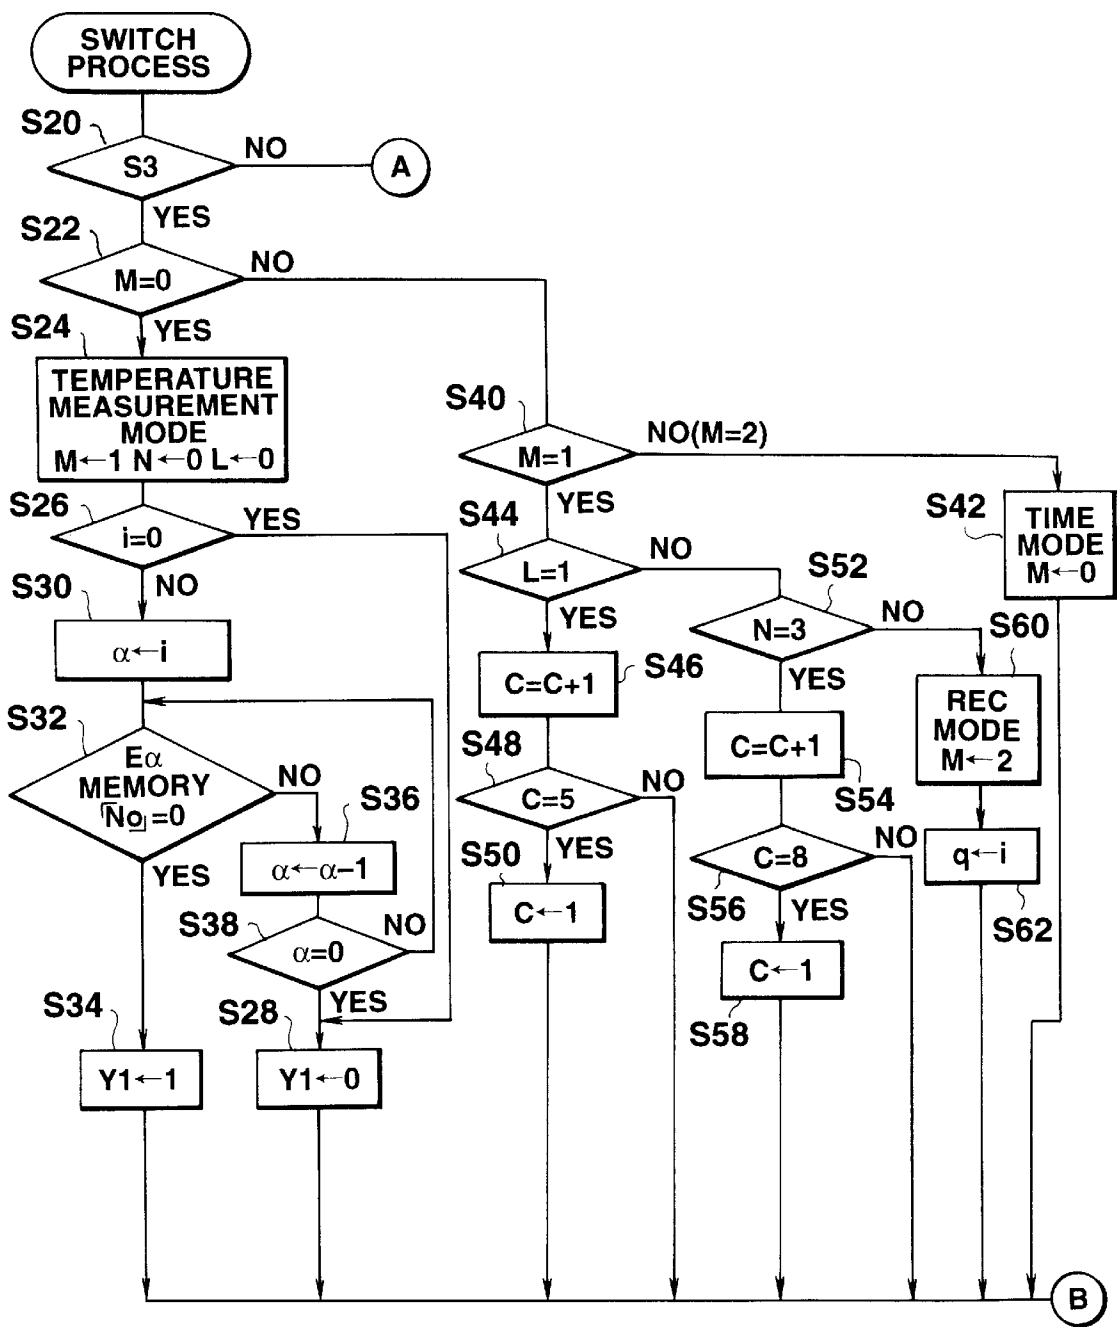 SWITCH
PROCESS
S20
S3
NO
A
YES
S22
M=0
NO
YES
S24
TEMPERATURE
MEASUREMENT
MODE
M←1 N←0 L←0
S26
i=0
YES
NO
S30
α←i
S32
Eα
MEMORY
「No」=0
NO
YES
S36
α←α−1
S38
α=0
NO
YES
S34
Y1←1
S28
Y1←0
S40
M=1
NO(M=2)
YES
S42
TIME
MODE
M←0
S44
L=1
NO
YES
S46
C=C+1
S48
C=5
NO
YES
S50
C←1
S52
N=3
NO
YES
C=C+1
S54
C=8
NO
S56
YES
C←1
S58
S60
REC
MODE
M←2
q←i
S62
B